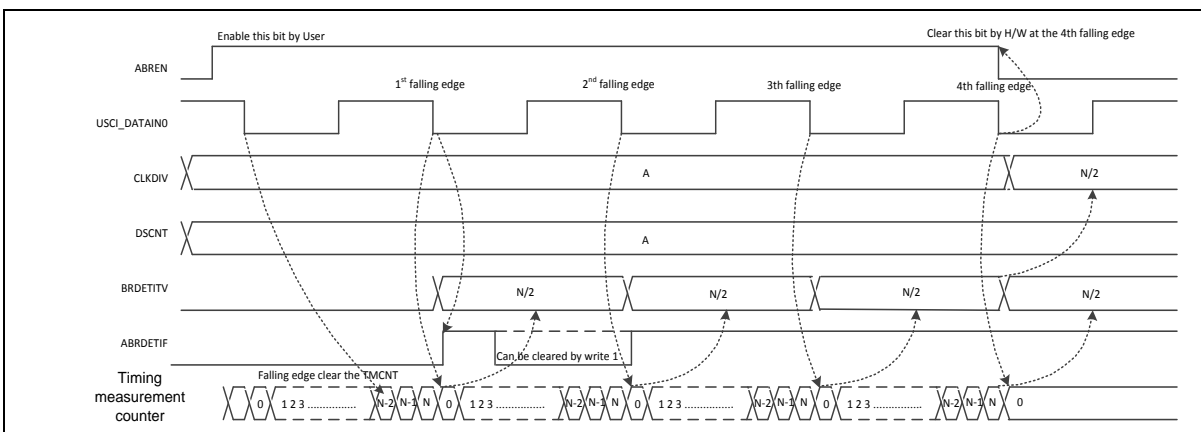 Enable this bit by User
Clear this bit by H/W at the 4th falling edge
ABREN
1st falling edge
2nd falling edge
3th falling edge
4th falling edge
USCI_DATAIN0
CLKDIV
A
N/2
DSCNT
A
BRDETITV
N/2
N/2
N/2
N/2
ABRDETIF
Can be cleared by write 1
Falling edge clear the TMCNT
Timing
measurement
counter
0 1 2 3 ................ N-2 N-1 N 0 1 2 3 ................ N-2 N-1 N 0 1 2 3 ................ N-2 N-1 N 0 1 2 3 ................ N-2 N-1 N 0